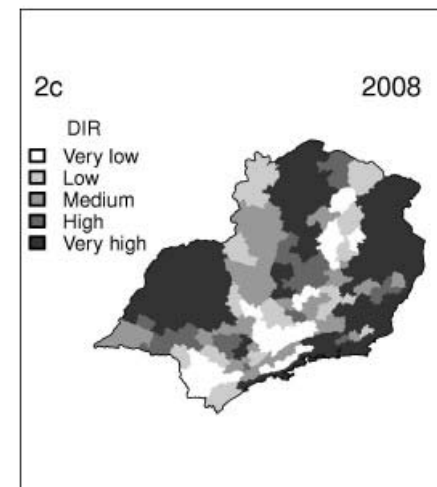 2c 2008
DIR
Very low
Low
Medium
High
Very high